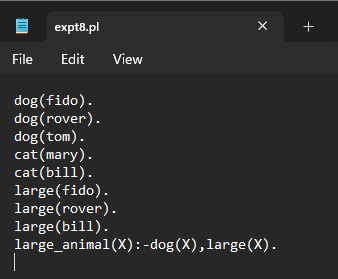 expt8.pl
File Edit View
dog(fido).
dog(rover).
dog(tom).
cat(mary).
cat(bill).
large(fido).
large(rover).
large(bill).
large_animal(X):-dog(X),large(X).